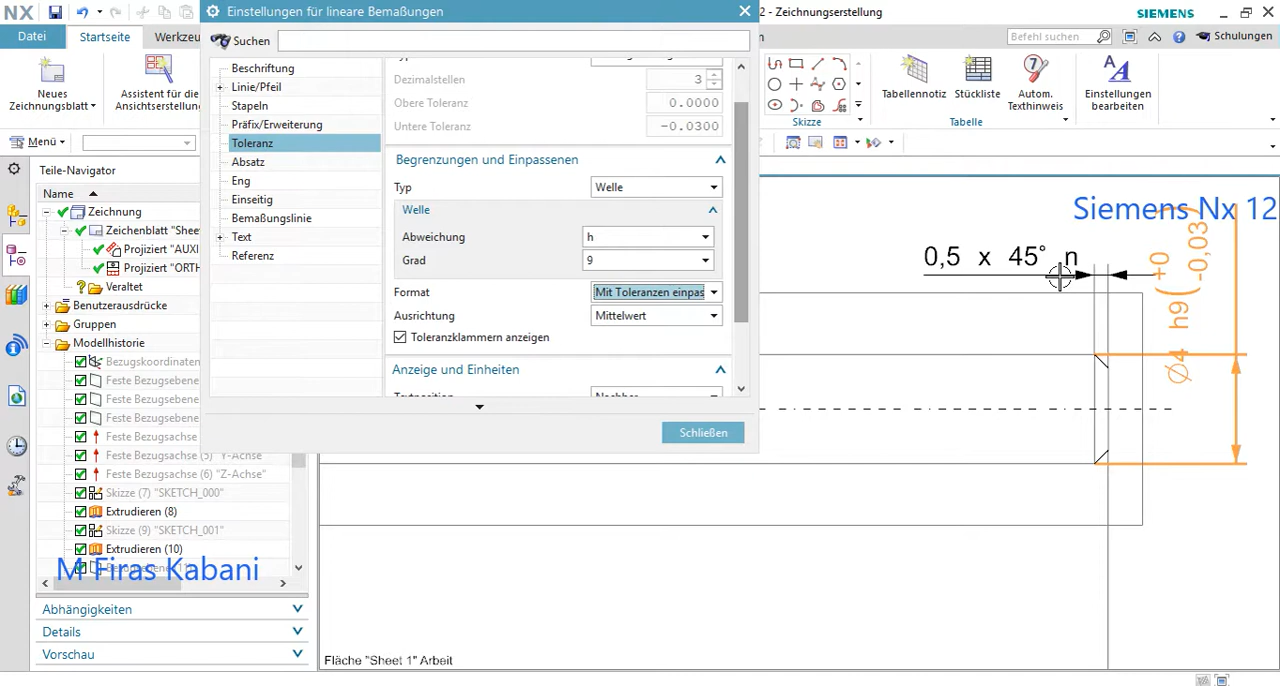 NX
Einstellungen für lineare Bemaßungen
2 - Zeichnungserstellung
SIEMENS
Datei
Startseite
Werkzeu
Befehl suchen
Schulungen
Suchen
Neues
Zeichnungsblatt
Assistent für die
Ansichtserstellung
Beschriftung
Linie/Pfeil
Stapeln
Präfix/Erweiterung
Toleranz
Absatz
Eng
Einseitig
Bemaßungslinie
Text
Referenz
Dezimalstellen
3
Obere Toleranz
0.0000
Untere Toleranz
-0.0300
Begrenzungen und Einpassenen
Typ
Welle
Welle
Abweichung
h
Grad
9
Format
Mit Toleranzen einpas
Ausrichtung
Mittelwert
Toleranzklammern anzeigen
Anzeige und Einheiten
Schließen
Skizze
Tabellennotiz
Stückliste
Autom.
Texthinweis
Tabelle
Einstellungen
bearbeiten
Menü
Teile-Navigator
Name
Zeichnung
Zeichenblatt "Shee
Projiziert "AUXI
Projiziert "ORTH
Veraltet
Benutzerausdrücke
Gruppen
Modellhistorie
Bezugskoordinaten
Feste Bezugsebene
Feste Bezugsebene
Feste Bezugsebene
Feste Bezugsachse
Feste Bezugsachse (5) "Y-Achse
Feste Bezugsachse (6) "Z-Achse"
Skizze (7) "SKETCH_000"
Extrudieren (8)
Skizze (9) "SKETCH_001"
Extrudieren (10)
M Firas Kabani
Abhängigkeiten
Details
Vorschau
Siemens Nx 12
0,5 x 45° n
∅4 h9( +0 -0,03 )
Fläche "Sheet 1" Arbeit